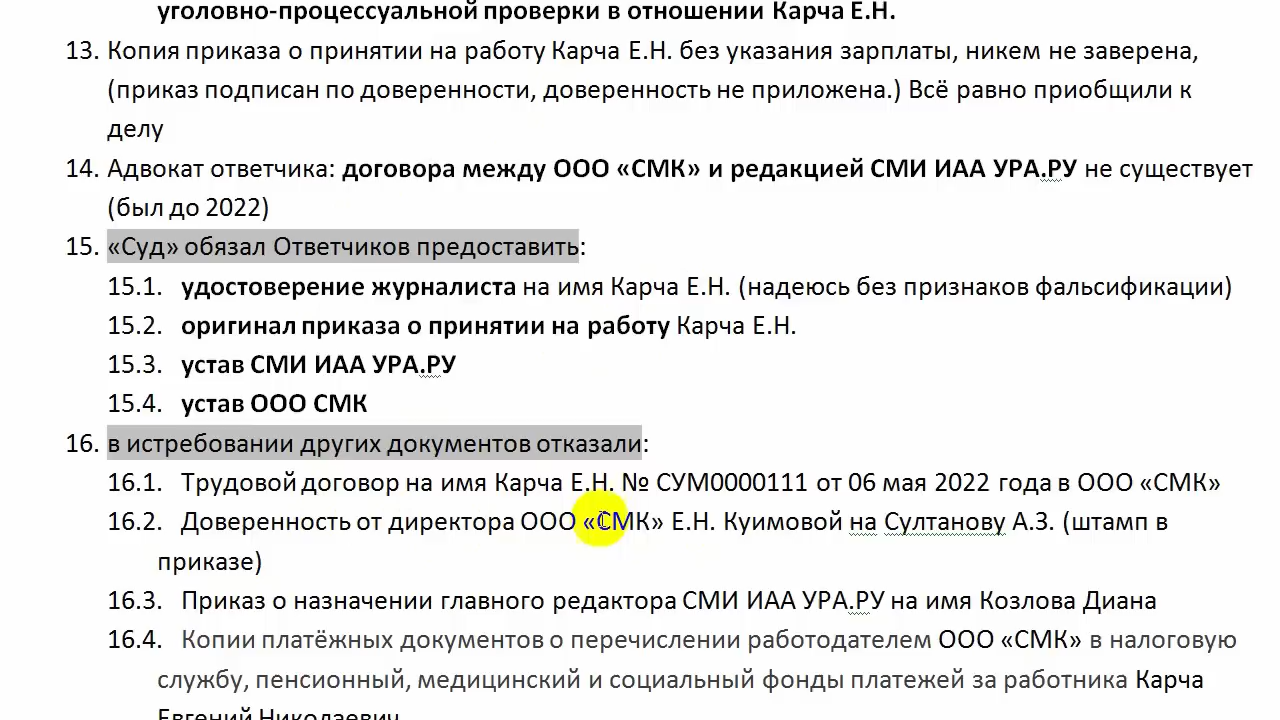 уголовно-процессуальной проверки в отношении Карча Е.Н.
13. Копия приказа о принятии на работу Карча Е.Н. без указания зарплаты, никем не заверена,
(приказ подписан по доверенности, доверенность не приложена.) Всё равно приобщили к
делу
14. Адвокат ответчика: договора между ООО «СМК» и редакцией СМИ ИАА УРА.РУ не существует
(был до 2022)
15. «Суд» обязал Ответчиков предоставить:
15.1. удостоверение журналиста на имя Карча Е.Н. (надеюсь без признаков фальсификации)
15.2. оригинал приказа о принятии на работу Карча Е.Н.
15.3. устав СМИ ИАА УРА.РУ
15.4. устав ООО СМК
16. в истребовании других документов отказали:
16.1. Трудовой договор на имя Карча Е.Н. № СУМ0000111 от 06 мая 2022 года в ООО «СМК»
16.2. Доверенность от директора ООО «СМК» Е.Н. Куимовой на Султанову А.З. (штамп в
приказе)
16.3. Приказ о назначении главного редактора СМИ ИАА УРА.РУ на имя Козлова Диана
16.4. Копии платёжных документов о перечислении работодателем ООО «СМК» в налоговую
службу, пенсионный, медицинский и социальный фонды платежей за работника Карча
Евгений Николаевич